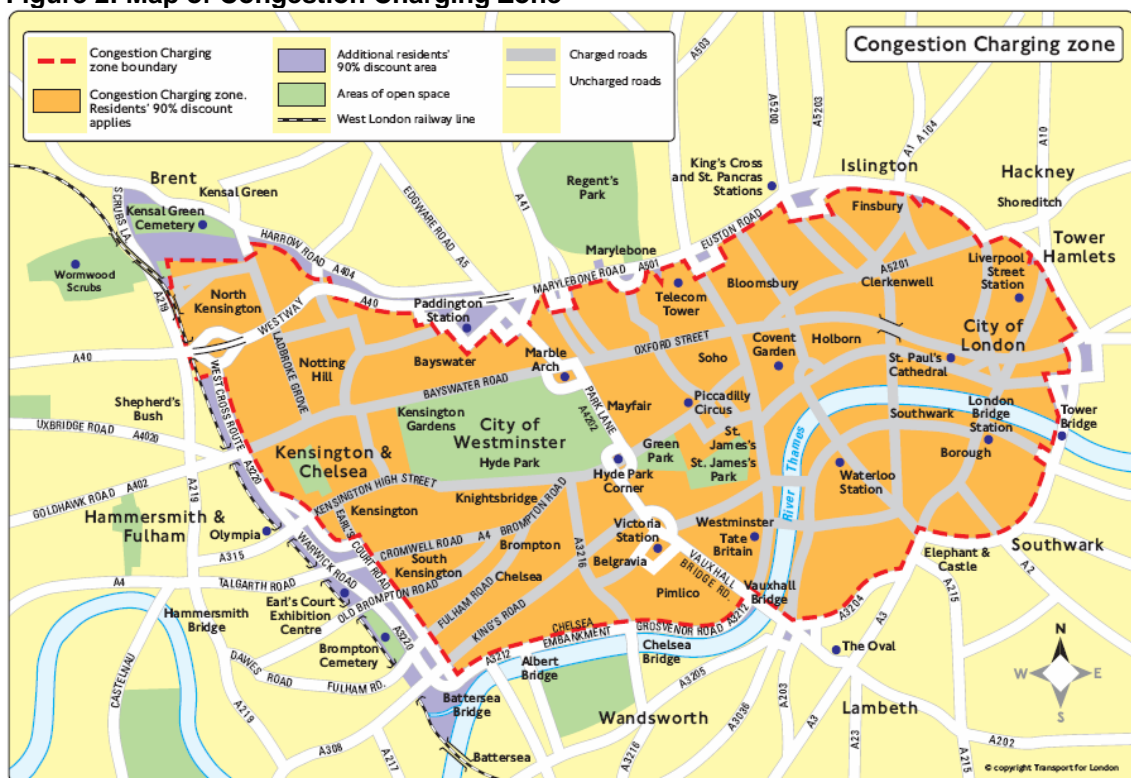 Figure 2: Map of Congestion Charging Zone
Congestion Charging
zone boundary
Congestion Charging zone.
Residents' 90% discount
applies
Additional residents'
90% discount area
Areas of open space
West London railway line
Charged roads
Uncharged roads
Congestion Charging zone
A503
A5200
A5203
A1
A104
A10
Brent
Kensal Green
SCRUBS LA.
Kensal Green
Cemetery
HARROW ROAD
A404
EDGWARE ROAD
A5
A41
Regent's
Park
King's Cross
and St. Pancras
Stations
Islington
Hackney
Shoreditch
Finsbury
Tower
Hamlets
Wormwood
Scrubs
A219
North
Kensington
WESTWAY
A40
Paddington
Station
Marylebone
MARYLEBONE ROAD
A501
EUSTON ROAD
Telecom
Tower
Bloomsbury
A5201
Clerkenwell
Liverpool
Street
Station
City of
London
A40
LADBROKE GROVE
Notting
Hill
Bayswater
BAYSWATER ROAD
Marble
Arch
OXFORD STREET
Soho
Covent
Garden
Holborn
St. Paul's
Cathedral
WEST CROSS ROUTE
Shepherd's
Bush
UXBRIDGE ROAD
A4020
Kensington
Gardens
City of
Westminster
Hyde Park
PARK LANE
A4202
Mayfair
Piccadilly
Circus
St.
James's
Green
Park
St. James's
Park
River Thames
Southwark
London
Bridge
Station
Borough
Tower
Bridge
Kensington &
Chelsea
A3220
GOLDHAWK ROAD
A402
A219
KENSINGTON HIGH STREET
Kensington
Knightsbridge
Hyde Park
Corner
Waterloo
Station
Hammersmith &
Fulham
Olympia
A315
WARWICK ROAD
EARL'S COURT ROAD
CROMWELL ROAD
A4
BROMPTON ROAD
Brompton
South
Kensington
A3216
Victoria
Station
Belgravia
Westminster
Tate
Britain
VAUXHALL
BRIDGE RD.
Vauxhall
Bridge
Elephant &
Castle
Southwark
A2
A4
TALGARTH ROAD
Hammersmith
Bridge
Earl's Court
Exhibition
Centre
OLD BROMPTON ROAD
FULHAM ROAD
Chelsea
KING'S ROAD
Pimlico
CHELSEA
EMBANKMENT
GROSVENOR ROAD
A3212
A3204
A3
A215
Brompton
Cemetery
A3220
CASTELNAU
DAWES ROAD
FULHAM RD.
A219
A3212
Albert
Bridge
Chelsea
Bridge
The Oval
Battersea
Bridge
A3205
A203
Wandsworth
A3036
A3
Lambeth
A23
A202
A215
A308
A217
Battersea
A3216
N
W
E
S
© copyright Transport for London